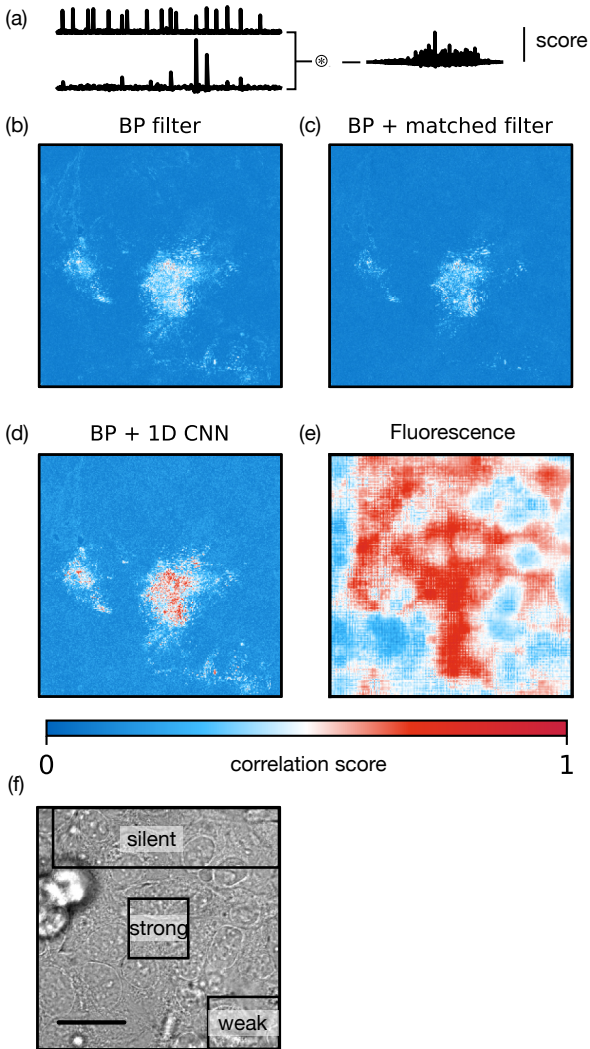 (a)
score
(b) BP filter
(c) BP + matched filter
(d) BP + 1D CNN
(e) Fluorescence
0 correlation score 1
(f)
silent
strong
weak